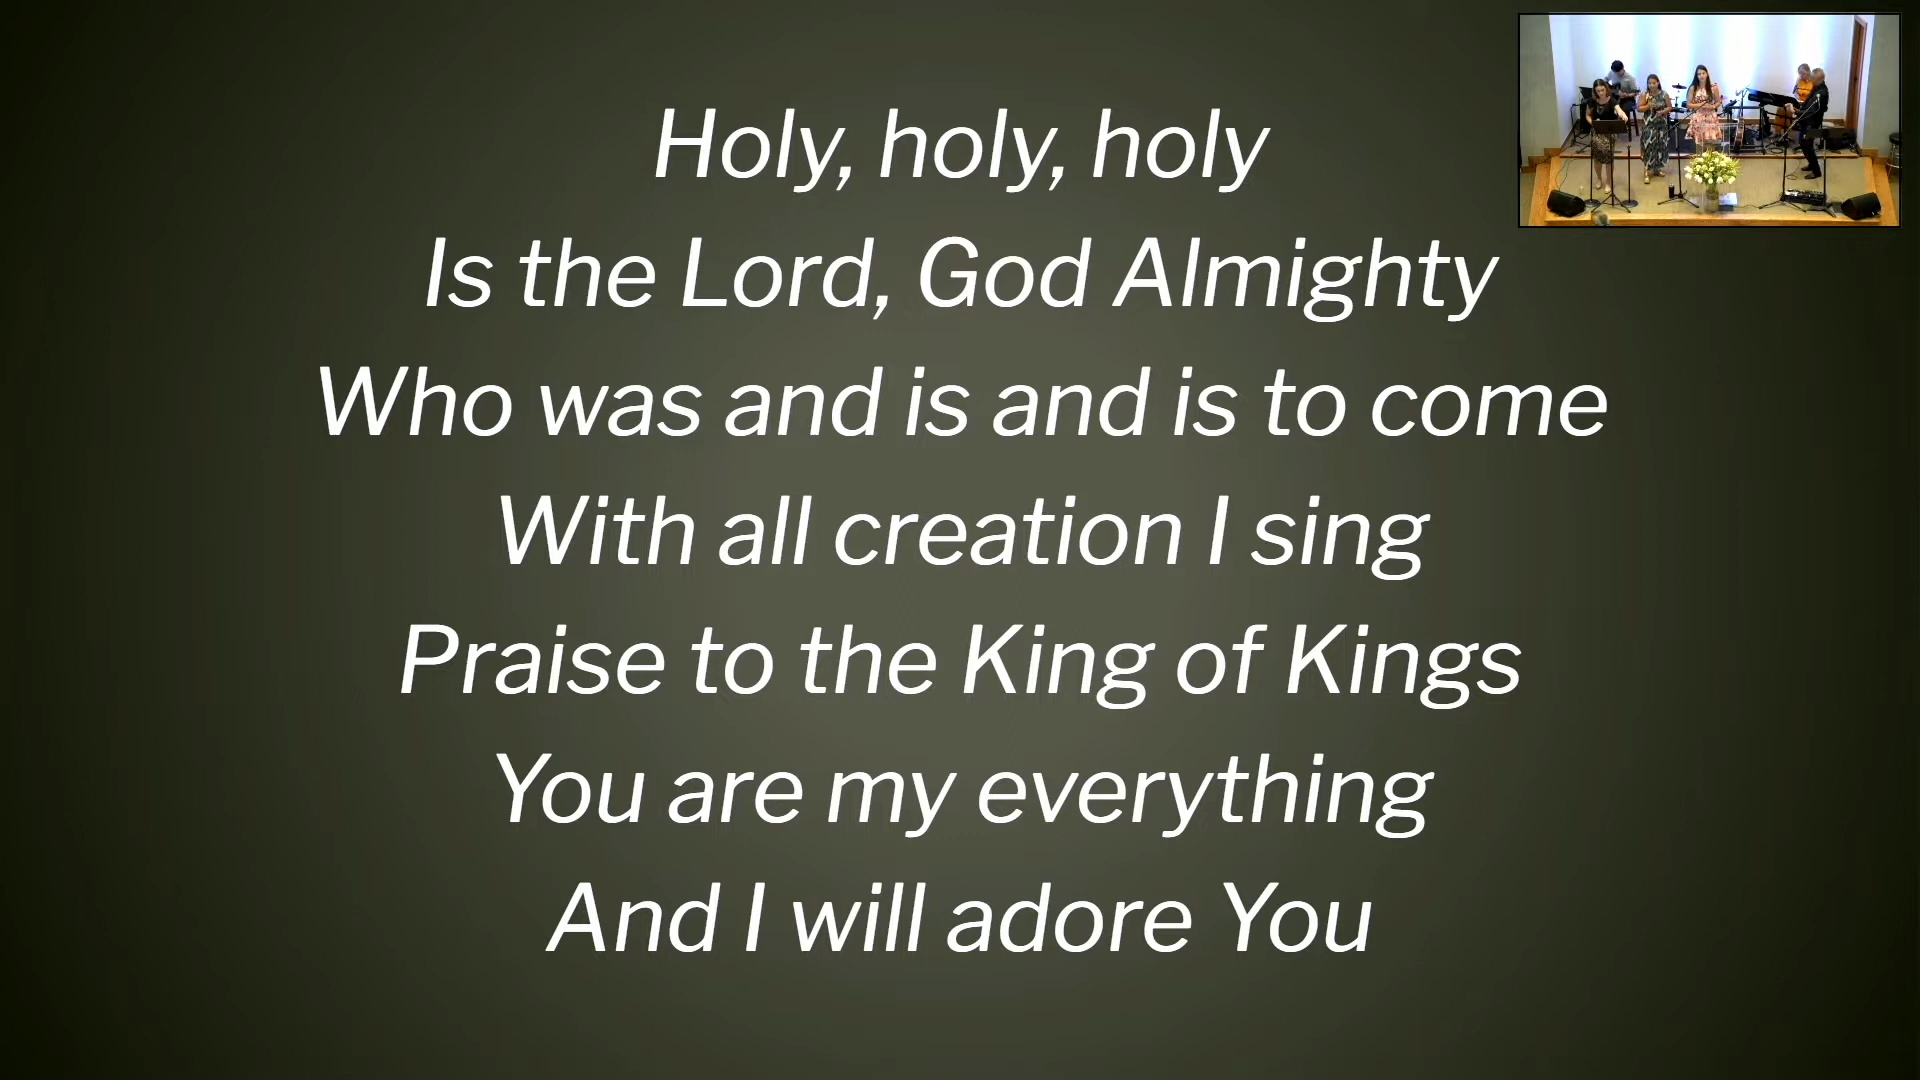 Holy, holy, holy
Is the Lord, God Almighty
Who was and is and is to come
With all creation I sing
Praise to the King of Kings
You are my everything
And I will adore You